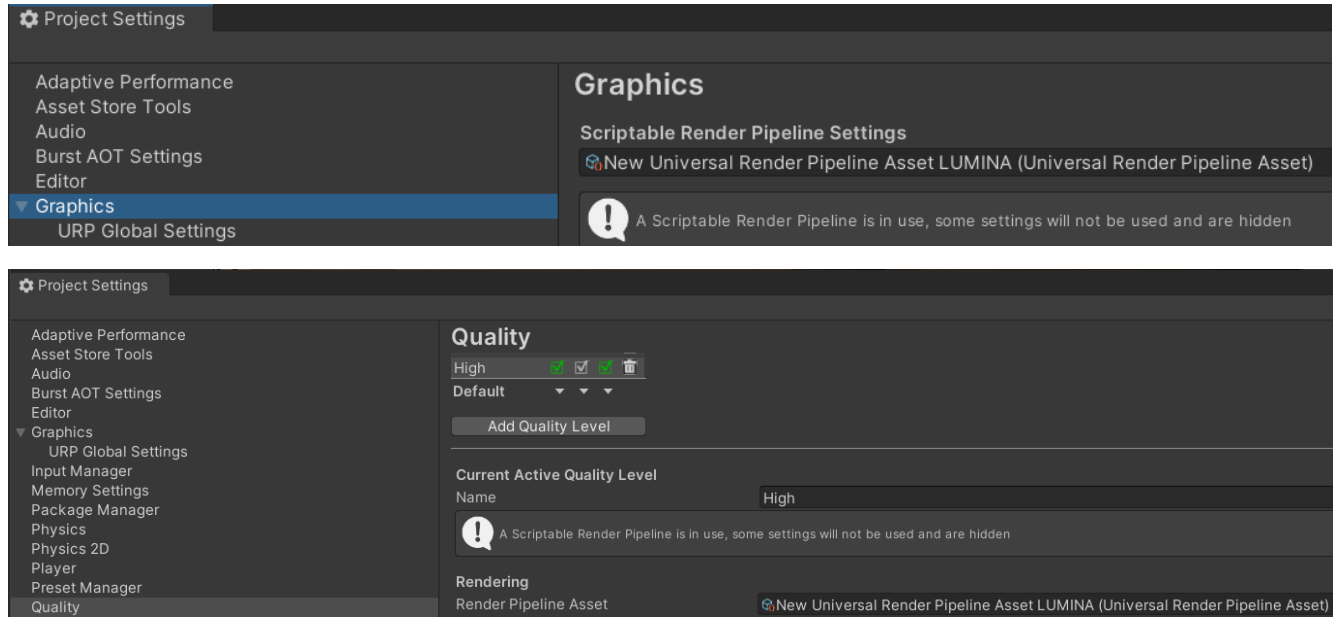 Project Settings
Adaptive Performance
Asset Store Tools
Audio
Burst AOT Settings
Editor
Graphics
URP Global Settings
Graphics
Scriptable Render Pipeline Settings
New Universal Render Pipeline Asset LUMINA (Universal Render Pipeline Asset)
A Scriptable Render Pipeline is in use, some settings will not be used and are hidden
Project Settings
Adaptive Performance
Asset Store Tools
Audio
Burst AOT Settings
Editor
Graphics
URP Global Settings
Input Manager
Memory Settings
Package Manager
Physics
Physics 2D
Player
Preset Manager
Quality
Quality
High
Default
Add Quality Level
Current Active Quality Level
Name High
A Scriptable Render Pipeline is in use, some settings will not be used and are hidden
Rendering
Render Pipeline Asset New Universal Render Pipeline Asset LUMINA (Universal Render Pipeline Asset)